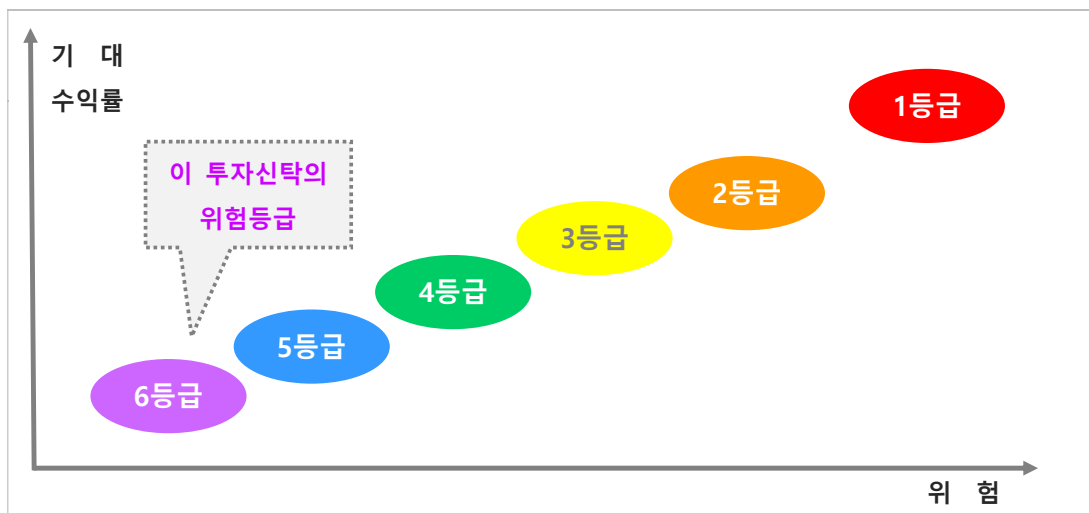 기 대
수익률
1등급
이 투자신탁의
위험등급
2등급
3등급
4등급
5등급
6등급
위 험